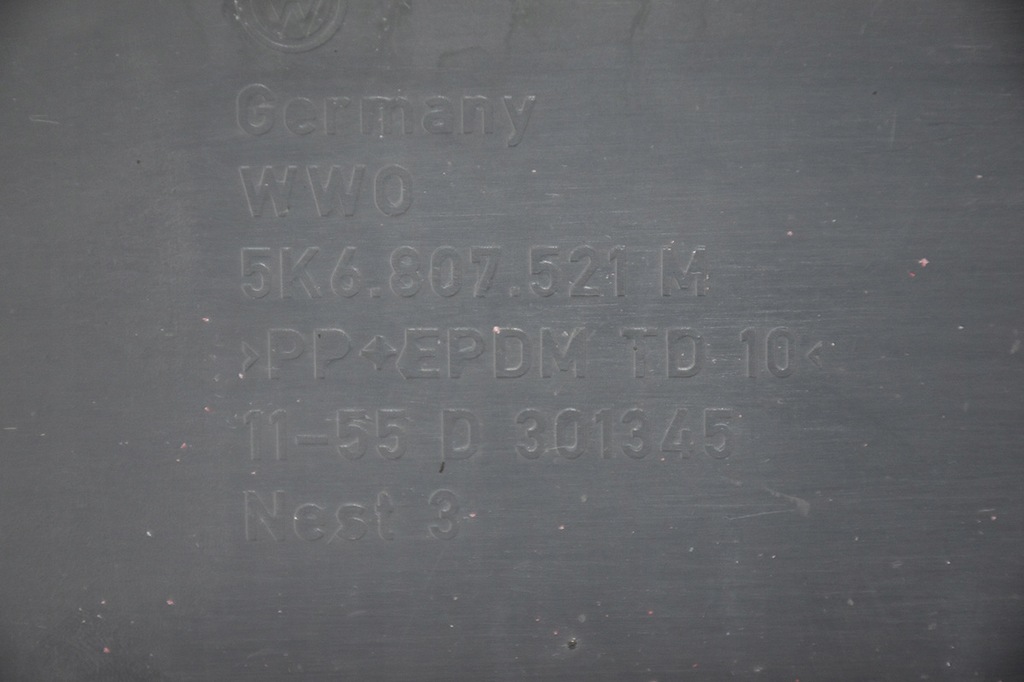 Germany
WWO
5K6.807.521 M
>PP+EPDM TD 10<
11-55 D 301345
Nest 3